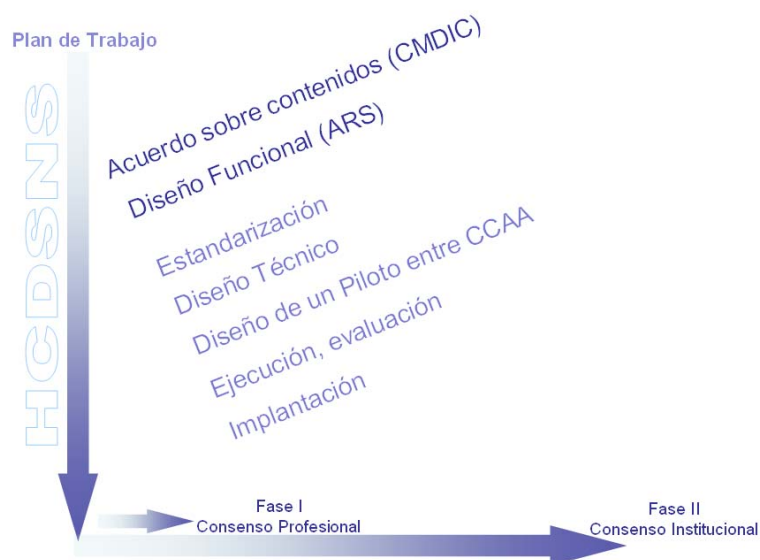 Plan de Trabajo
HCDSNS
Acuerdo sobre contenidos (CMDIC)
Diseño Funcional (ARS)
Estandarización
Diseño Técnico
Diseño de un Piloto entre CCAA
Ejecución, evaluación
Implantación
Fase I
Consenso Profesional
Fase II
Consenso Institucional